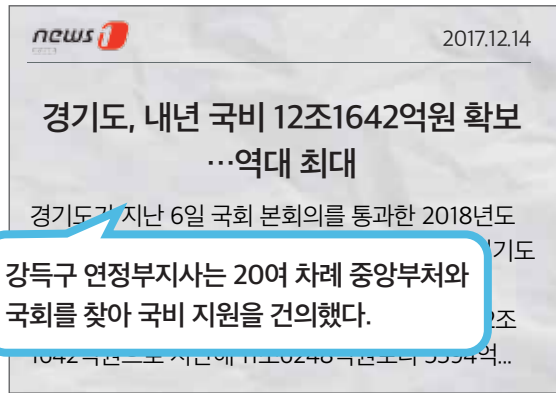 news1
2017.12.14
경기도, 내년 국비 12조1642억원 확보
…역대 최대
경기도가 지난 6일 국회 본회의를 통과한 2018년도
기도
강득구 연정부지사는 20여 차례 중앙부처와
국회를 찾아 국비 지원을 건의했다.
2조
1642억원으로 지난해 11조6248억원보다 5394억...